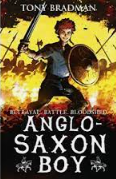 TONY BRADMAN
BETRAYAL. BATTLE. BLOODSHED.
ANGLO-
SAXON
BOY